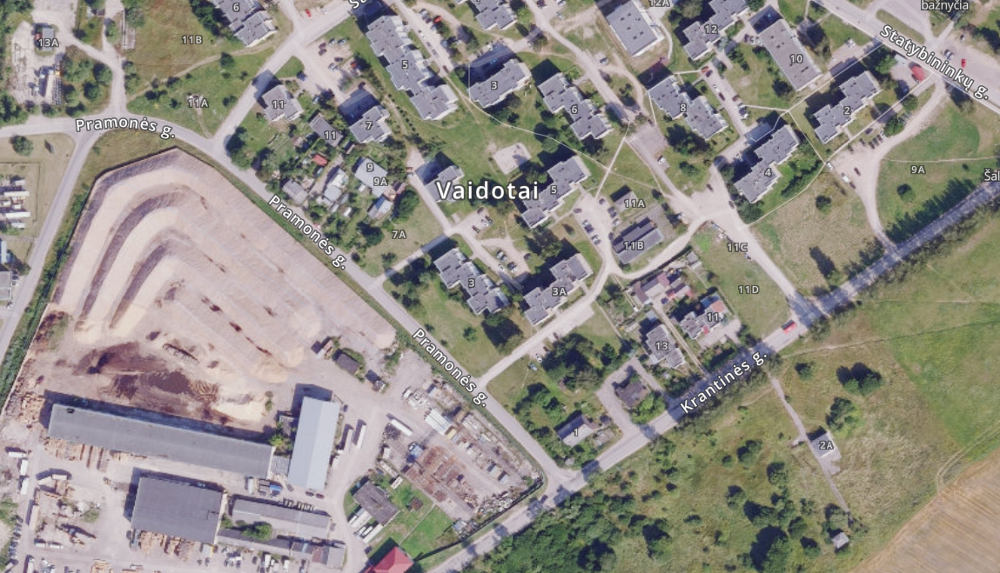 St
12A
bažnyčia
6
12
Statybininkų g.
13A
11B
5
10
3
11A
11
6
8
2
Pramonės g.
7
11
9
9A
4
9A
Šal
Vaidotai
5
11A
Pramonės g.
7A
11B
11C
3
3A
11D
11
13
Pramonės g.
Krantinės g.
1
2A